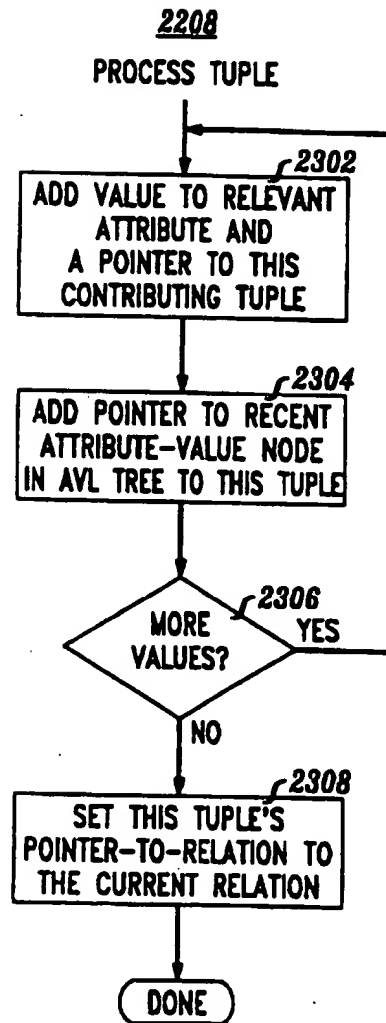 2208
PROCESS TUPLE
2302
ADD VALUE TO RELEVANT
ATTRIBUTE AND
A POINTER TO THIS
CONTRIBUTING TUPLE
2304
ADD POINTER TO RECENT
ATTRIBUTE-VALUE NODE
IN AVL TREE TO THIS TUPLE
2306
MORE
VALUES?
YES
NO
2308
SET THIS TUPLE'S
POINTER-TO-RELATION TO
THE CURRENT RELATION
DONE